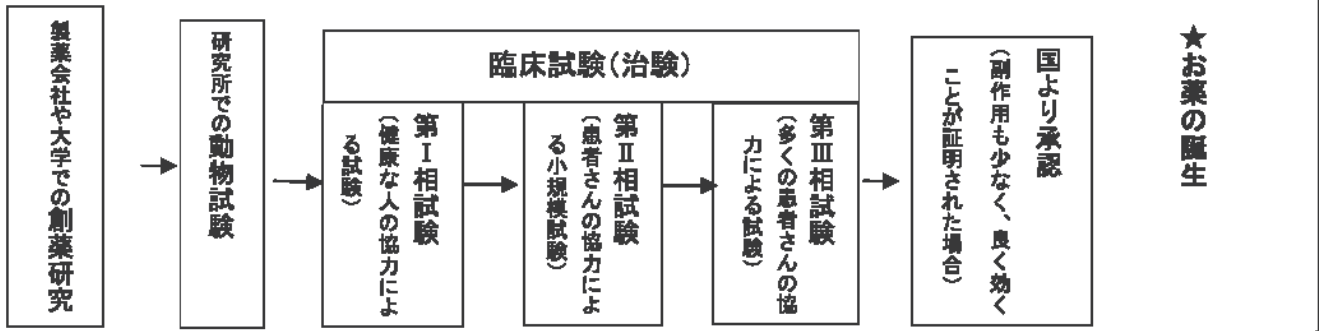 製薬会社や大学での創薬研究
研究所での動物試験
臨床試験(治験)
第Ⅰ相試験
(健康な人の協力によ
る試験)
第Ⅱ相試験
(患者さんの協力によ
る小規模試験)
第Ⅲ相試験
(多くの患者さんの協
力による試験)
国より承認
(副作用も少なく、良く効く
ことが証明された場合)
★お薬の誕生